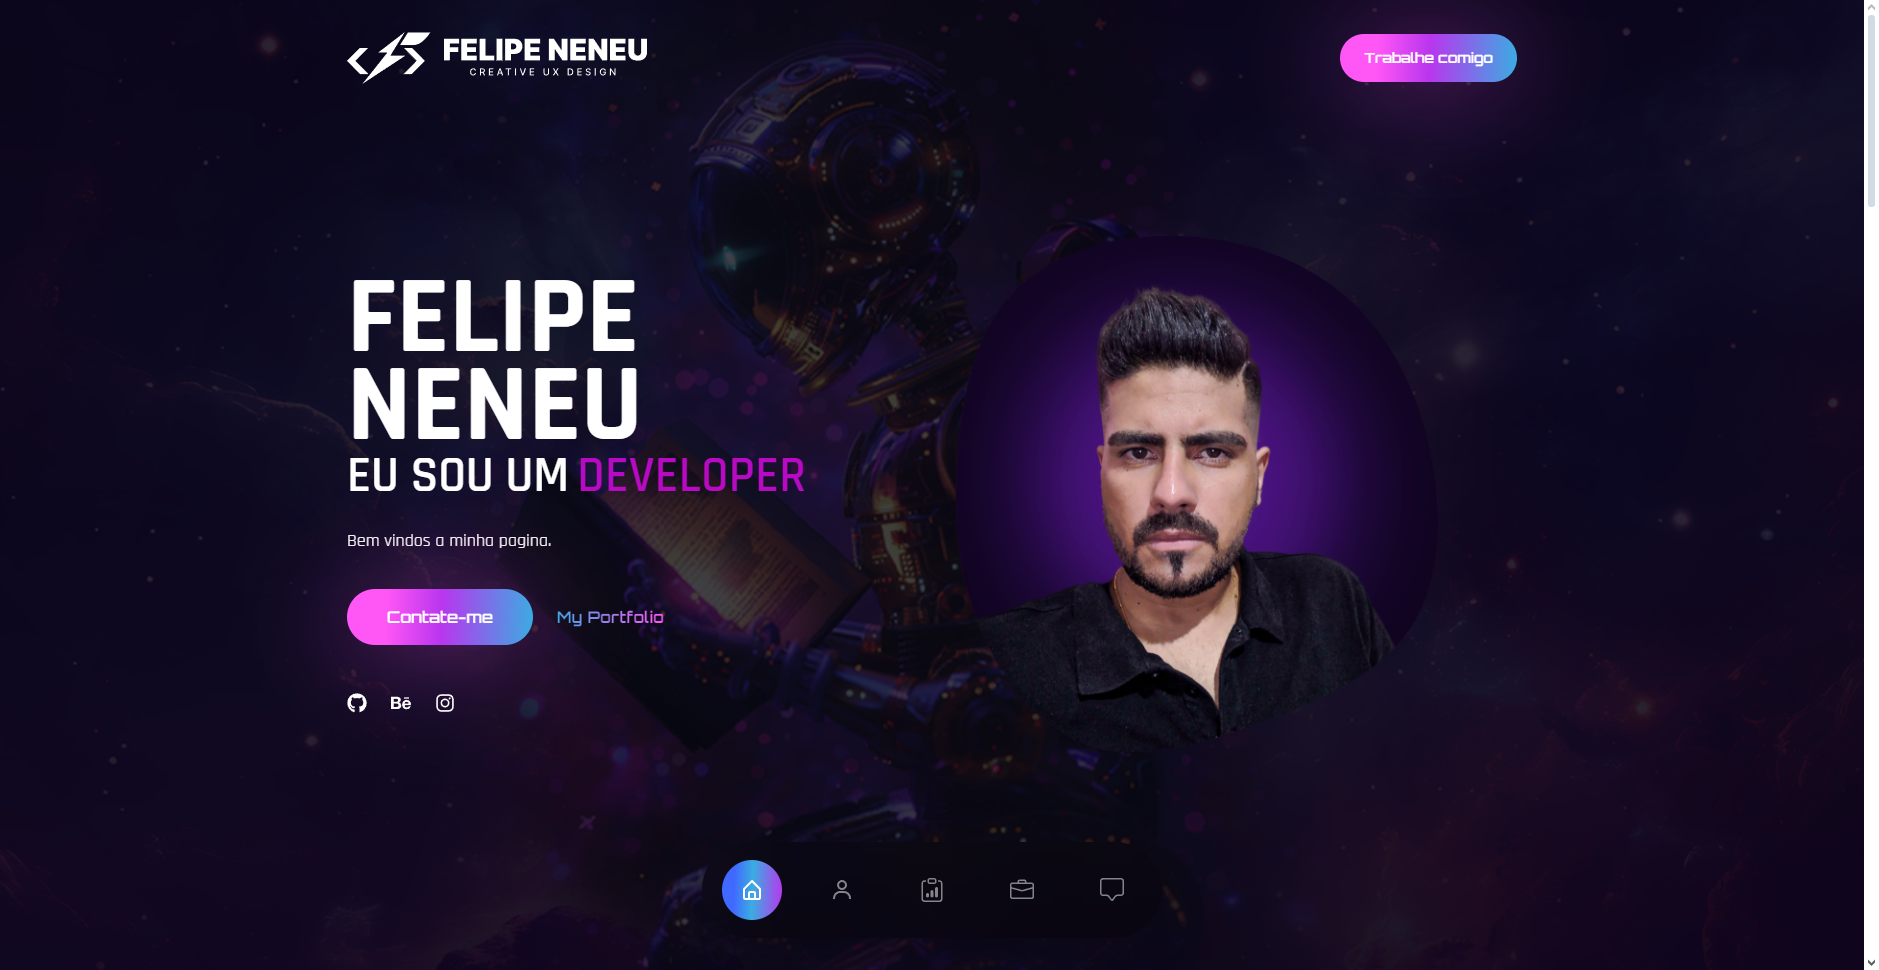 FELIPE NENEU
CREATIVE UX DESIGN
Trabalhe comigo
FELIPE
NENEU
EU SOU UM DEVELOPER
Bem vindos a minha pagina.
Contate-me
My Portfolio
Bē